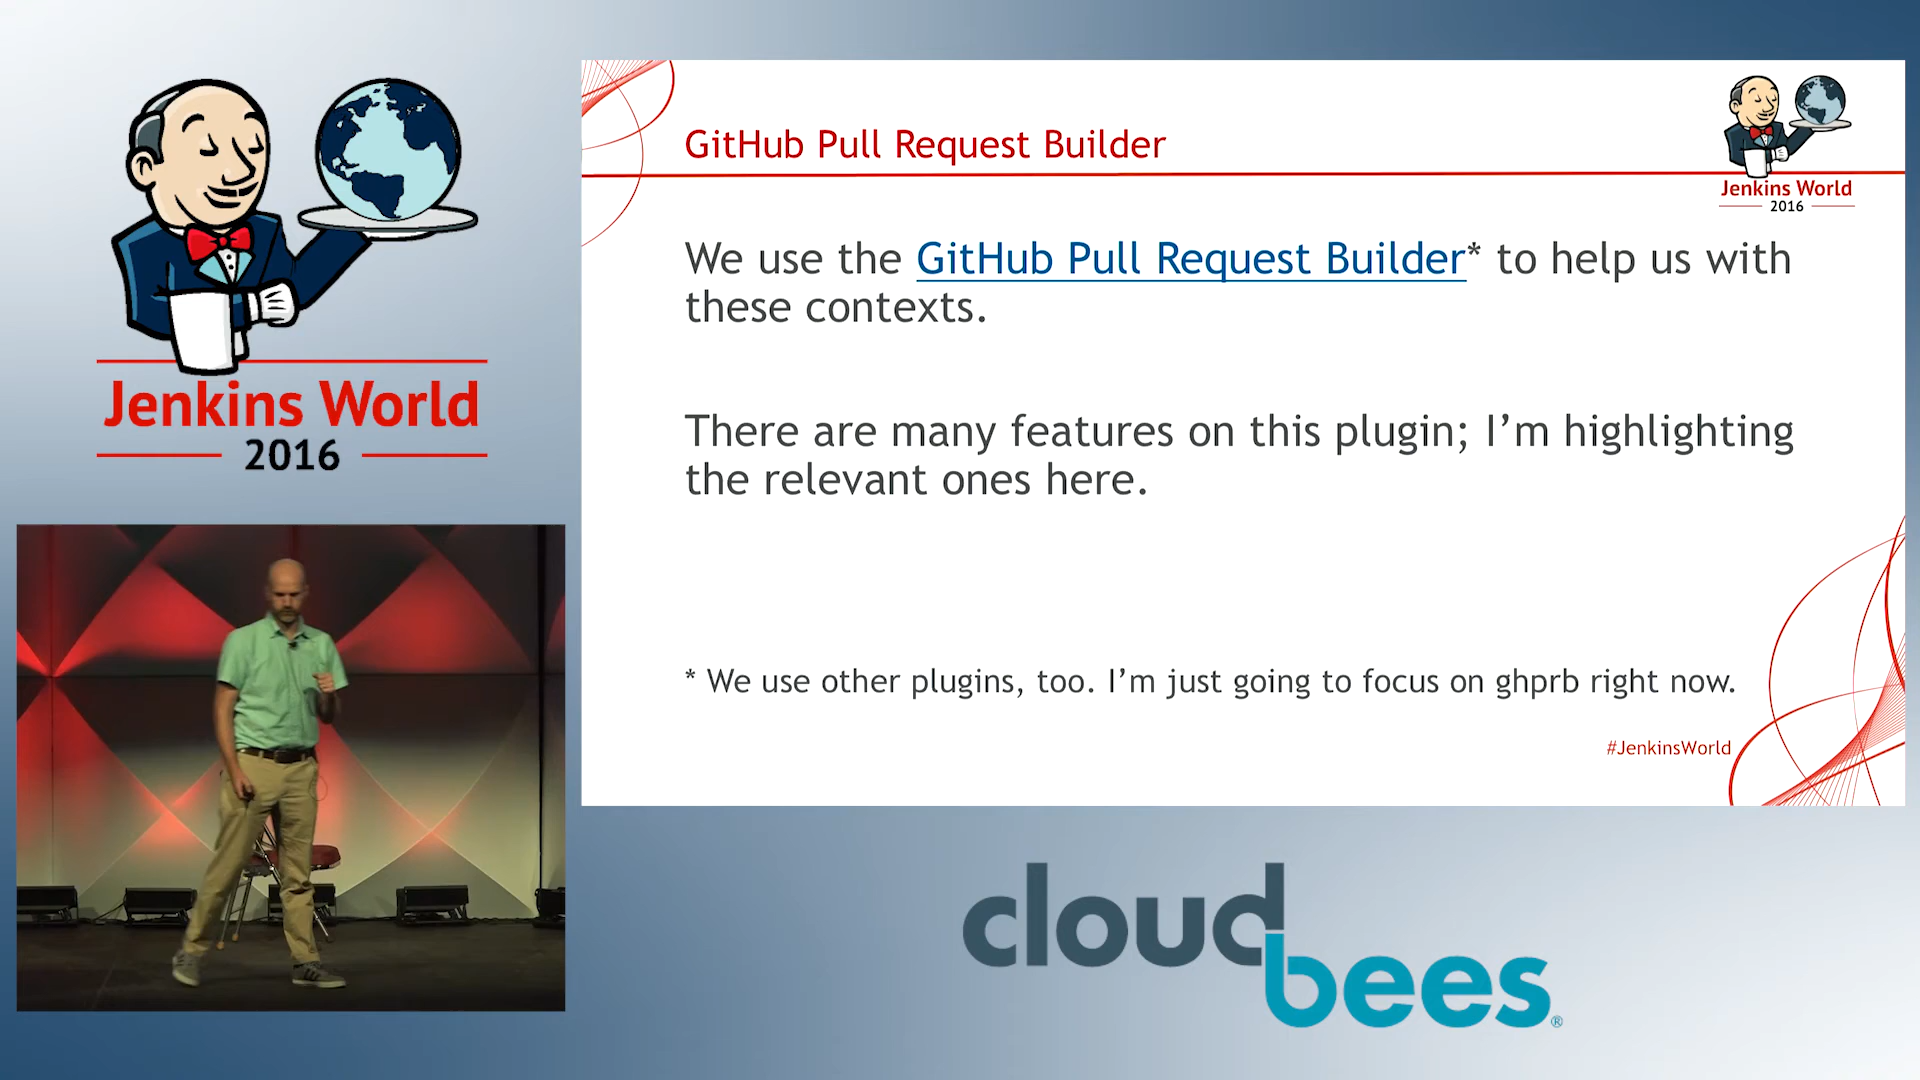 Jenkins World
2016
GitHub Pull Request Builder
Jenkins World
2016
We use the GitHub Pull Request Builder* to help us with
these contexts.
There are many features on this plugin; I’m highlighting
the relevant ones here.
* We use other plugins, too. I’m just going to focus on ghprb right now.
#JenkinsWorld
cloud
bees®